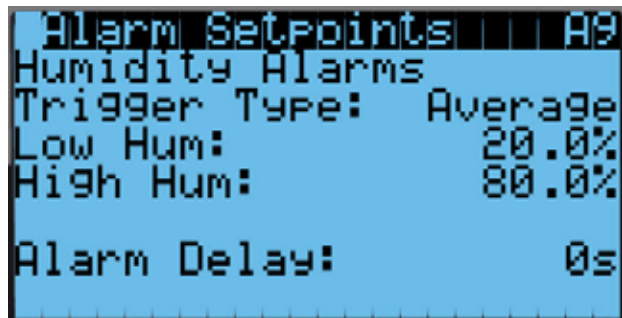 Alarm Setpoints A9
Humidity Alarms
Trigger Type: Average
Low Hum: 20.0%
High Hum: 80.0%
Alarm Delay: 0s